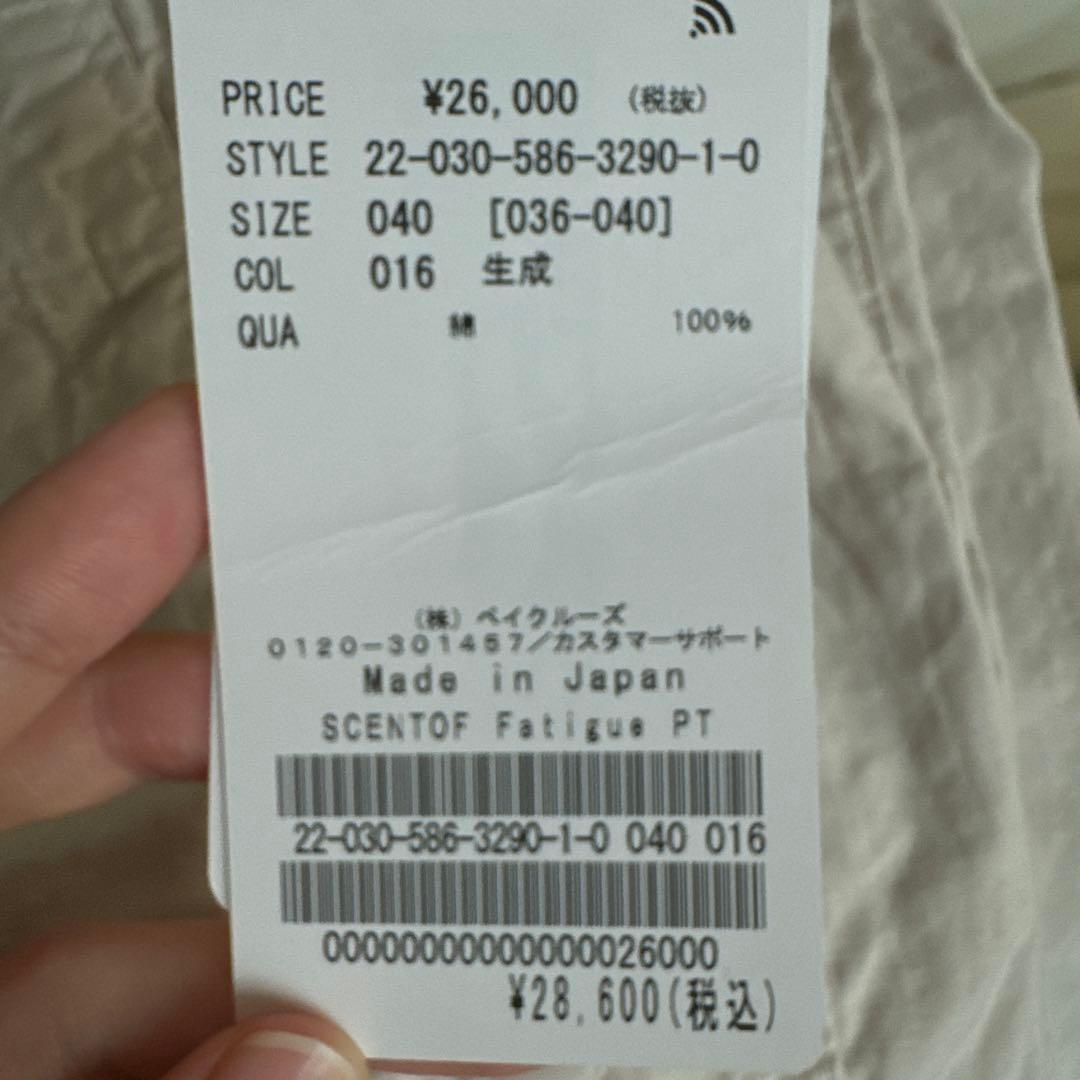 PRICE ¥26,000 (税抜)
STYLE 22-030-586-3290-1-0
SIZE 040 [036-040]
COL 016 生成
QUA 綿 100%
(株) ベイクルーズ
0120-301457/カスタマーサポート
Made in Japan
SCENTOF Fatigue PT
22-030-586-3290-1-0 040 016
00000000000000026000
¥28,600(税込)